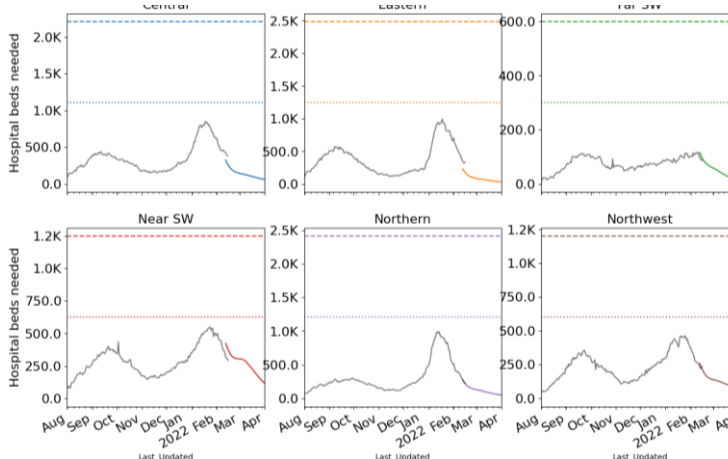 Central Eastern Far SW
Hospital beds needed
2.0K
1.5K
1.0K
500.0
0.0
2.5K
2.0K
1.5K
1.0K
500.0
0.0
600.0
400.0
200.0
0.0
Near SW Northern Northwest
Hospital beds needed
1.2K
1.0K
750.0
500.0
250.0
0.0
2.5K
2.0K
1.5K
1.0K
500.0
0.0
1.2K
1.0K
750.0
500.0
250.0
0.0
Aug Sep Oct Nov Dec Jan 2022 Feb Mar Apr
Aug Sep Oct Nov Dec Jan 2022 Feb Mar Apr
Aug Sep Oct Nov Dec Jan 2022 Feb Mar Apr
Last Updated Last Updated Last Updated